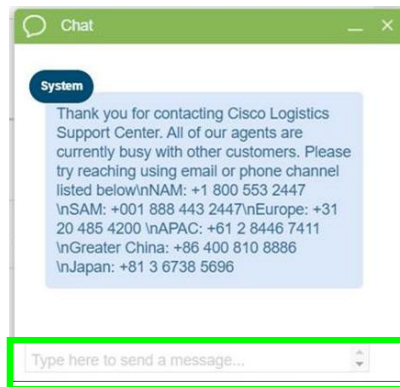 Chat
System
Thank you for contacting Cisco Logistics
Support Center. All of our agents are
currently busy with other customers. Please
try reaching using email or phone channel
listed below\nNAM: +1 800 553 2447
\nSAM: +001 888 443 2447\nEurope: +31
20 485 4200 \nAPAC: +61 2 8446 7411
\nGreater China: +86 400 810 8886
\nJapan: +81 3 6738 5696
Type here to send a message...